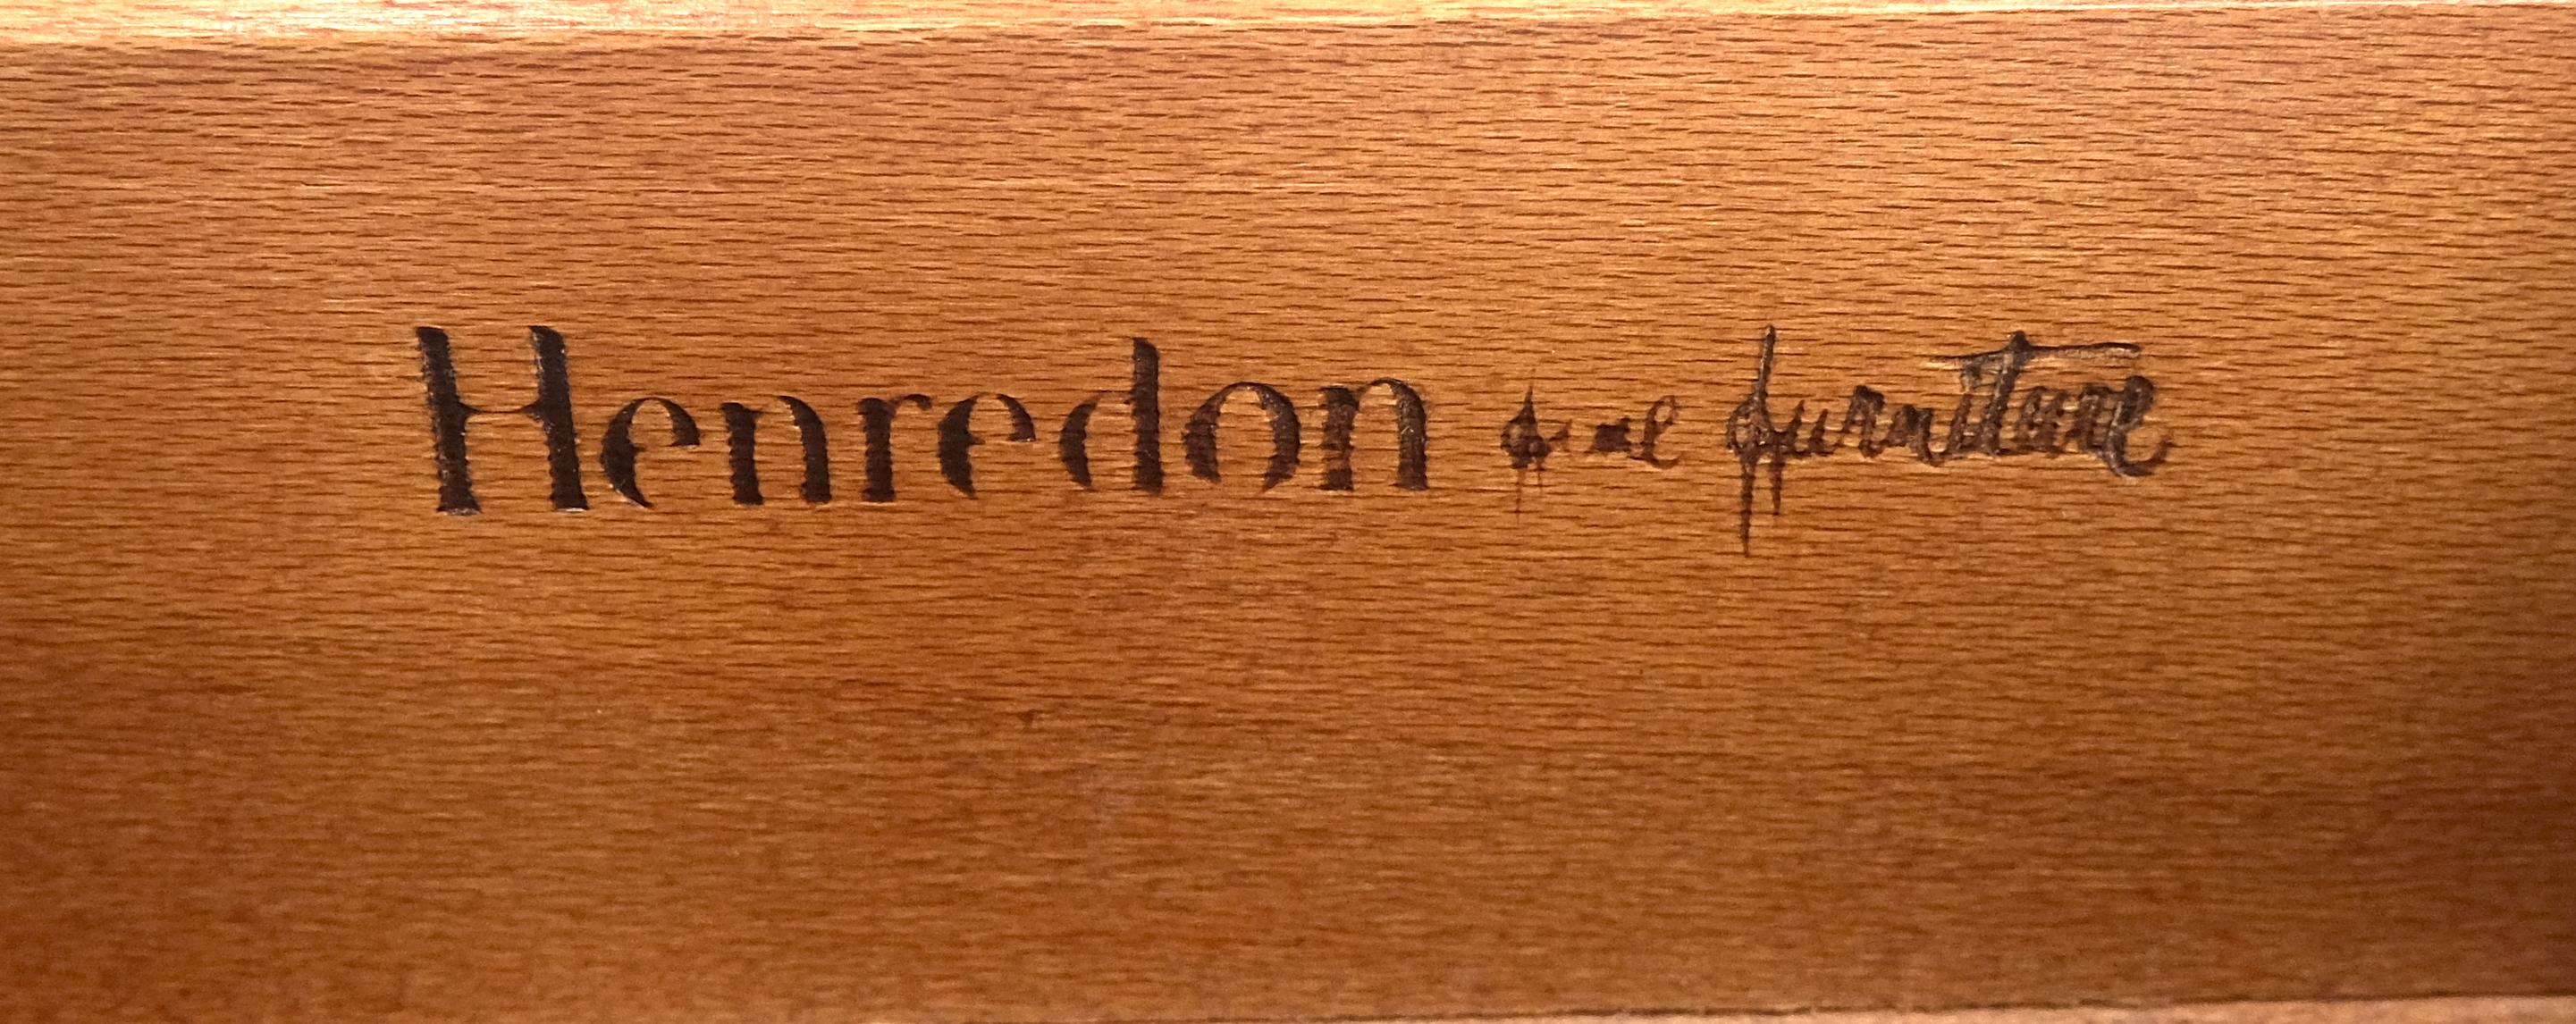 Henredon fine furniture